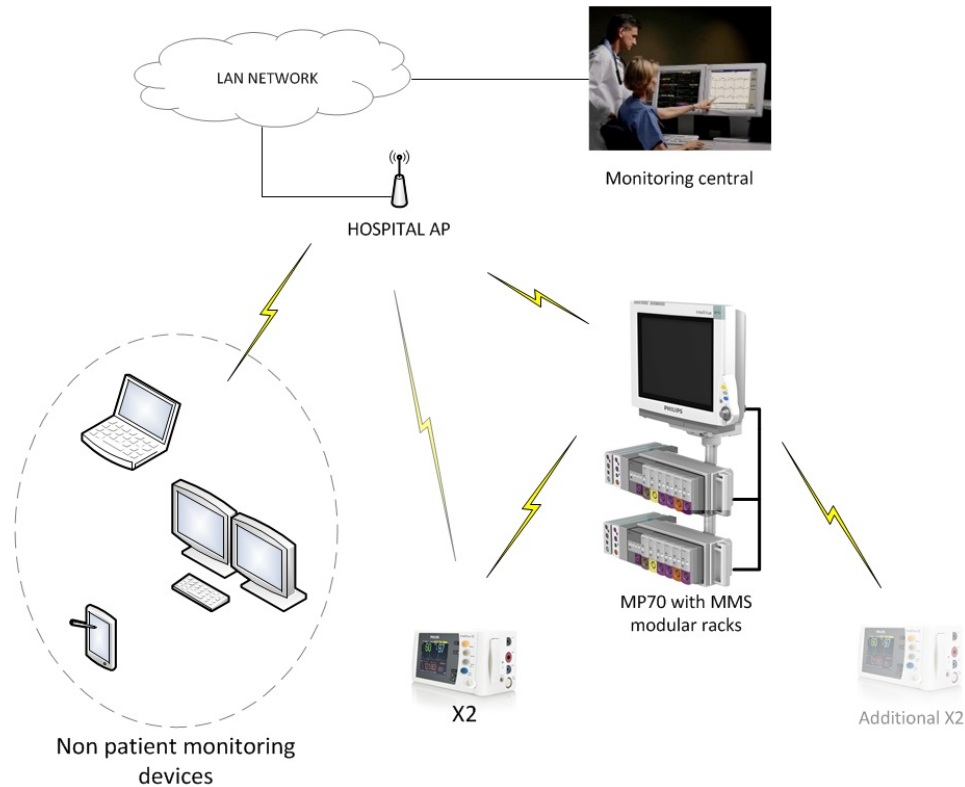 LAN NETWORK
Monitoring central
HOSPITAL AP
PHILIPS
MP70 with MMS
modular racks
X2
Additional X2
Non patient monitoring
devices